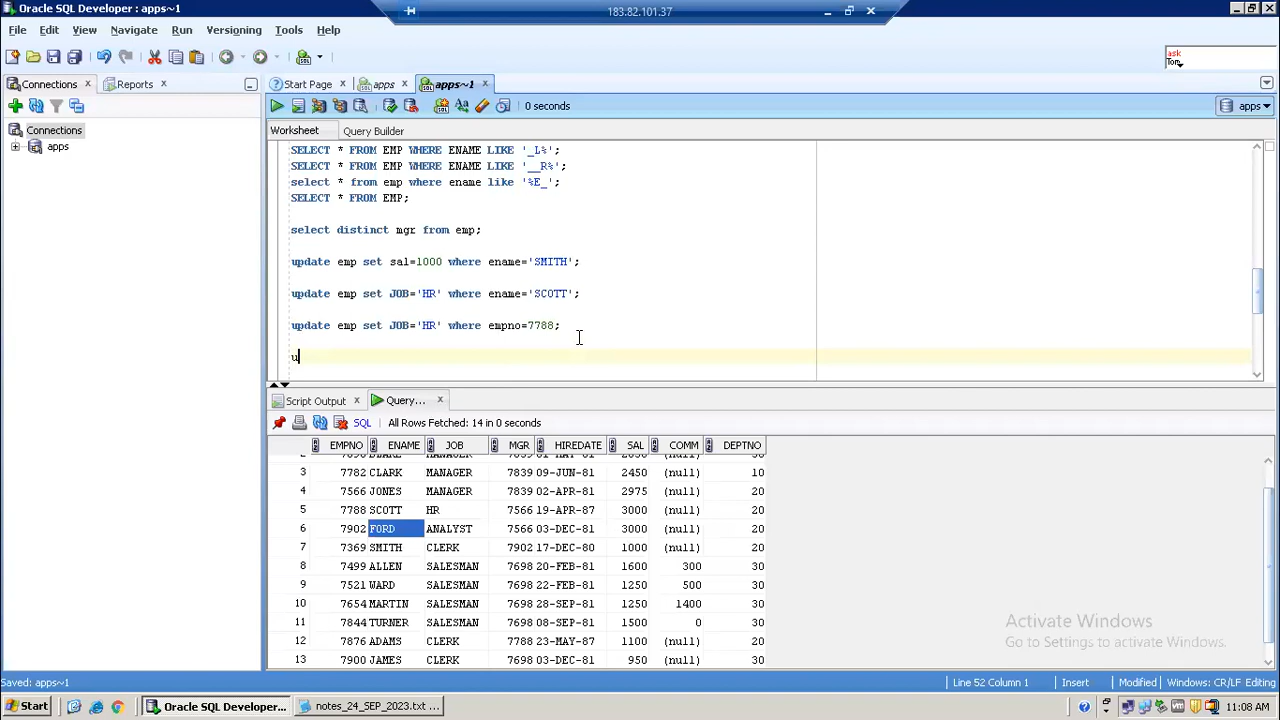 Oracle SQL Developer : apps~1
183.82.101.37
File Edit View Navigate Run Versioning Tools Help
ask
Tom
Connections Reports Start Page apps apps~1
0 seconds
apps
Worksheet Query Builder
Connections
apps
SELECT * FROM EMP WHERE ENAME LIKE '_L%';
SELECT * FROM EMP WHERE ENAME LIKE '__R%';
select * from emp where ename like '%E_';
SELECT * FROM EMP;
select distinct mgr from emp;
update emp set sal=1000 where ename='SMITH';
update emp set JOB='HR' where ename='SCOTT';
update emp set JOB='HR' where empno=7788;
u
Script Output Query...
SQL All Rows Fetched: 14 in 0 seconds
EMPNO ENAME JOB MGR HIREDATE SAL COMM DEPTNO
3 7782 CLARK MANAGER 7839 09-JUN-81 2450 (null) 10
4 7566 JONES MANAGER 7839 02-APR-81 2975 (null) 20
5 7788 SCOTT HR 7566 19-APR-87 3000 (null) 20
6 7902 FORD ANALYST 7566 03-DEC-81 3000 (null) 20
7 7369 SMITH CLERK 7902 17-DEC-80 1000 (null) 20
8 7499 ALLEN SALESMAN 7698 20-FEB-81 1600 300 30
9 7521 WARD SALESMAN 7698 22-FEB-81 1250 500 30
10 7654 MARTIN SALESMAN 7698 28-SEP-81 1250 1400 30
11 7844 TURNER SALESMAN 7698 08-SEP-81 1500 0 30
12 7876 ADAMS CLERK 7788 23-MAY-87 1100 (null) 20
13 7900 JAMES CLERK 7698 03-DEC-81 950 (null) 30
Activate Windows
Go to Settings to activate Windows.
Saved: apps~1
Line 52 Column 1 Insert Modified Windows: CR/LF Editing
Start Oracle SQL Developer... notes_24_SEP_2023.txt ... 11:08 AM